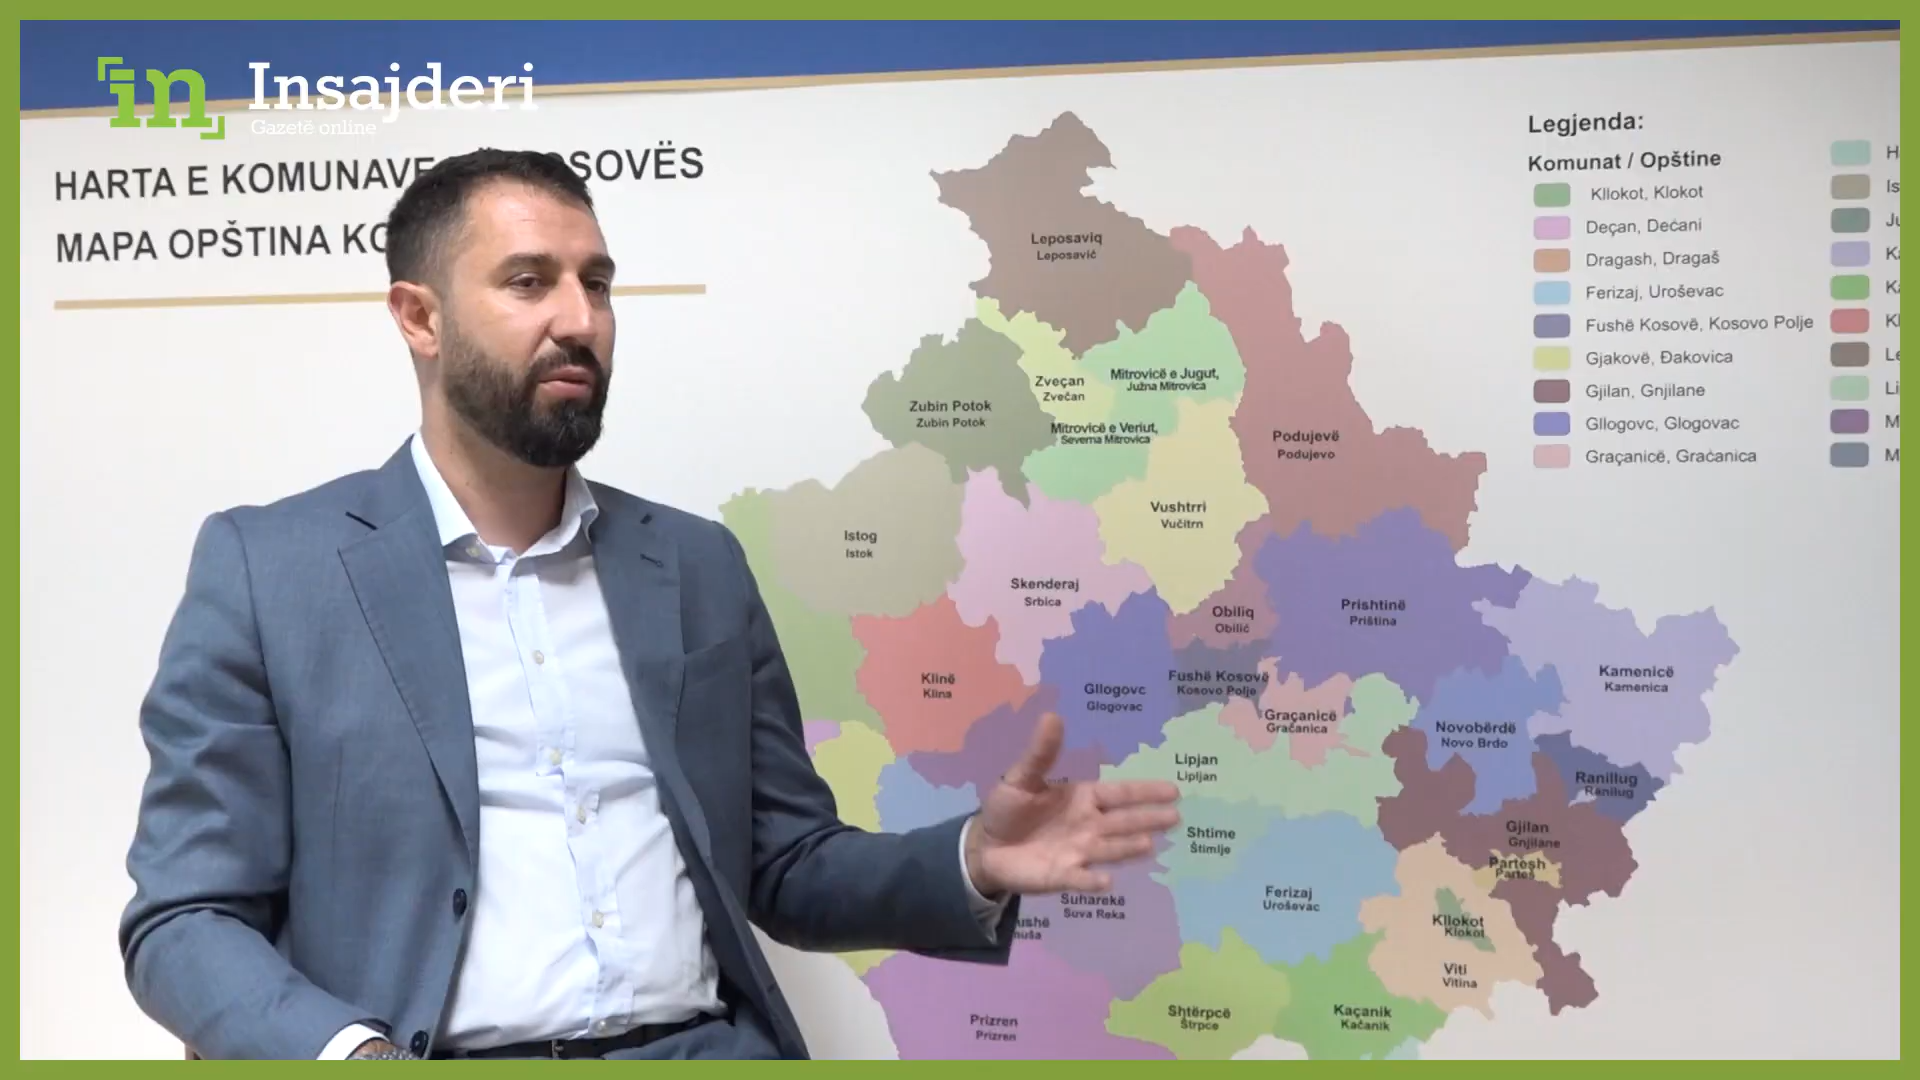 in
Insajderi
Gazetë online
HARTA E KOMUNAVE SOVËS
MAPA OPŠTINA
Legjenda:
Komunat / Opštine
Kllokot, Klokot
Deçan, Dećani
Dragash, Dragaš
Ferizaj, Uroševac
Fushë Kosovë, Kosovo Polje
Gjakovë, Đakovica
Gjilan, Gnjilane
Gllogovc, Glogovac
Graçanicë, Graćanica
Leposaviq
Leposavić
Zveçan
Zvečan
Mitrovicë e Jugut,
Južna Mitrovica
Zubin Potok
Zubin Potok
Mitrovicë e Veriut,
Severna Mitrovica
Podujevë
Podujevo
Vushtrri
Vučitrn
Istog
Istok
Skenderaj
Srbica
Obiliq
Obilić
Prishtinë
Priština
Klinë
Klina
Gllogovc
Glogovac
Fushë Kosovë
Kosovo Polje
Kamenicë
Kamenica
Graçanicë
Gračanica
Novobërdë
Novo Brdo
Lipjan
Lipljan
Ranillug
Ranilug
Shtime
Štimlje
Gjilan
Gnjilane
Partesh
Parteš
Ferizaj
Uroševac
Suharekë
Suva Reka
Kllokot
Klokot
Viti
Vitina
Prizren
Prizren
Shtërpcë
Štrpce
Kaçanik
Kačanik